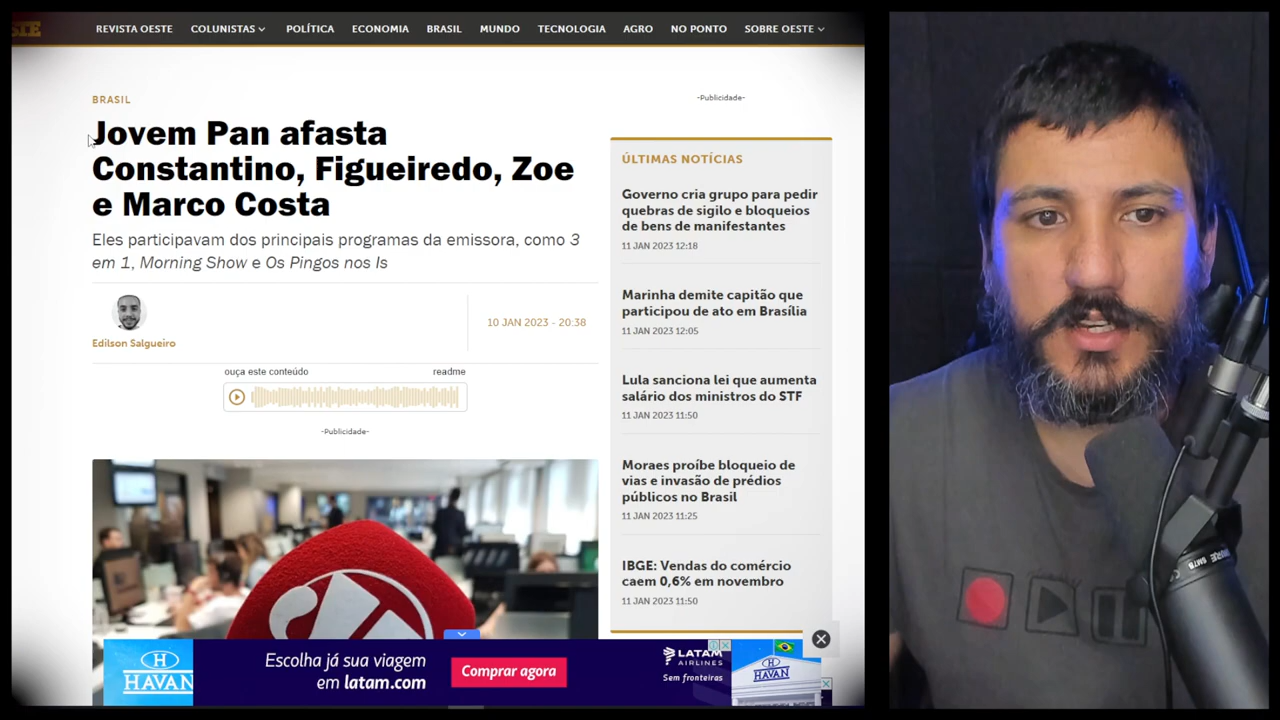 STE
REVISTA OESTE COLUNISTAS POLÍTICA ECONOMIA BRASIL MUNDO TECNOLOGIA AGRO NO PONTO SOBRE OESTE
BRASIL
Jovem Pan afasta
Constantino, Figueiredo, Zoe
e Marco Costa
Eles participavam dos principais programas da emissora, como 3
em 1, Morning Show e Os Pingos nos Is
Edilson Salgueiro
10 JAN 2023 - 20:38
ouça este conteúdo
readme
-Publicidade-
-Publicidade-
ÚLTIMAS NOTÍCIAS
Governo cria grupo para pedir
quebras de sigilo e bloqueios
de bens de manifestantes
11 JAN 2023 12:18
Marinha demite capitão que
participou de ato em Brasília
11 JAN 2023 12:05
Lula sanciona lei que aumenta
salário dos ministros do STF
11 JAN 2023 11:50
Moraes proíbe bloqueio de
vias e invasão de prédios
públicos no Brasil
11 JAN 2023 11:25
IBGE: Vendas do comércio
caem 0,6% em novembro
11 JAN 2023 11:50
H
HAVAN
Escolha já sua viagem
em latam.com
Comprar agora
LATAM
AIRLINES
Sem fronteiras
H
HAVAN
SHURE SM7B